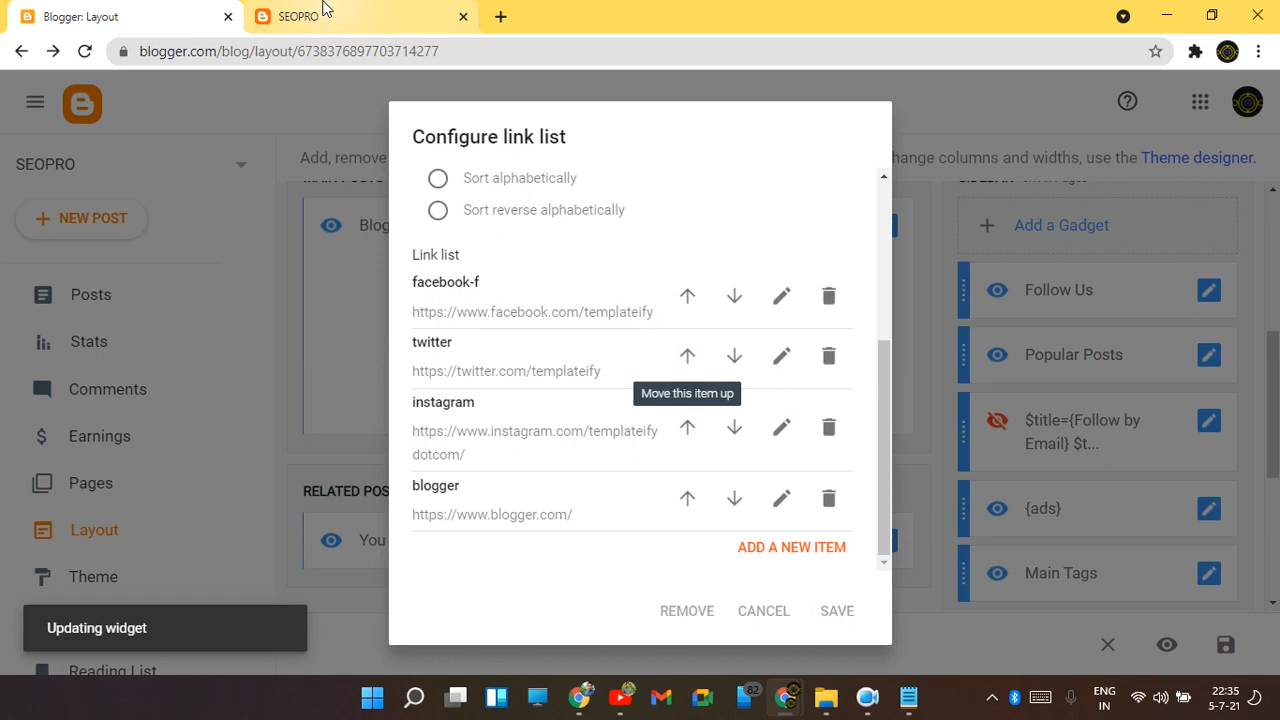 Blogger: Layout
SEOPRO
blogger.com/blog/layout/6738376897703714277
SEOPRO
NEW POST
Posts
Stats
Comments
Earnings
Pages
Layout
Theme
Reading List
Updating widget
Add, remove
hange columns and widths, use the Theme designer.
Blog
RELATED POS
You
Configure link list
Sort alphabetically
Sort reverse alphabetically
Link list
facebook-f
https://www.facebook.com/templateify
twitter
https://twitter.com/templateify
Move this item up
instagram
https://www.instagram.com/templateify
dotcom/
blogger
https://www.blogger.com/
ADD A NEW ITEM
REMOVE
CANCEL
SAVE
Add a Gadget
Follow Us
Popular Posts
$title={Follow by
Email} $t...
{ads}
Main Tags
82
ENG
IN
22:35
5-7-21